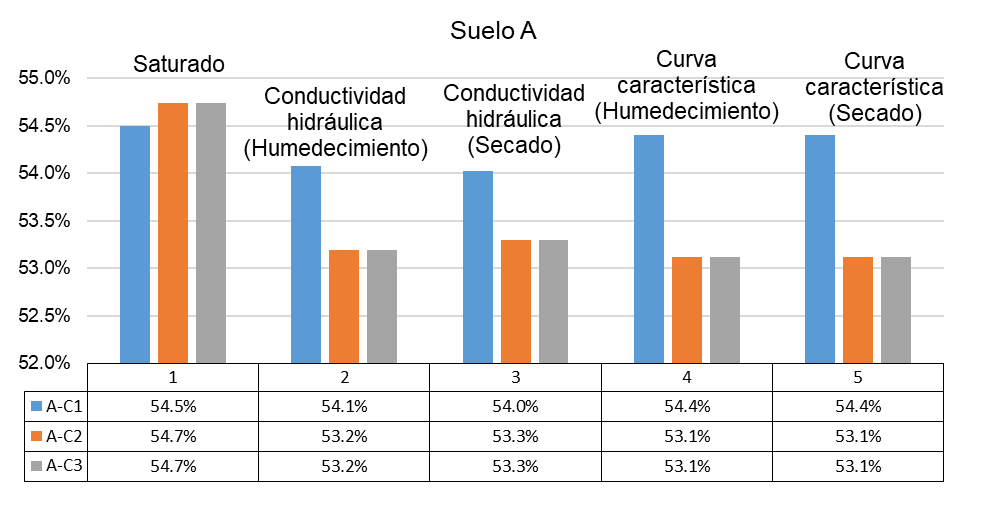 Suelo A
Saturado
Conductividad
hidráulica
(Humedecimiento)
Conductividad
hidráulica
(Secado)
Curva
característica
(Humedecimiento)
Curva
característica
(Secado)
55.0%
54.5%
54.0%
53.5%
53.0%
52.5%
52.0%
1 2 3 4 5
A-C1 54.5% 54.1% 54.0% 54.4% 54.4%
A-C2 54.7% 53.2% 53.3% 53.1% 53.1%
A-C3 54.7% 53.2% 53.3% 53.1% 53.1%